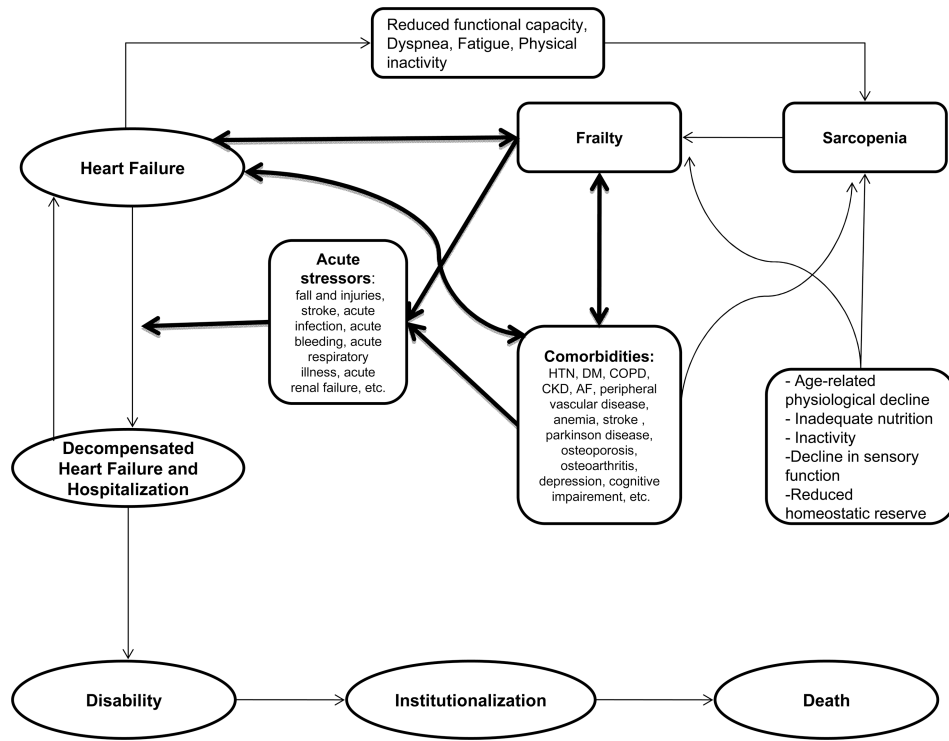 Reduced functional capacity,
Dyspnea, Fatigue, Physical
inactivity
Heart Failure
Frailty
Sarcopenia
Acute
stressors:
fall and injuries,
stroke, acute
infection, acute
bleeding, acute
respiratory
illness, acute
renal failure, etc.
Comorbidities:
HTN, DM, COPD,
CKD, AF, peripheral
vascular disease,
anemia, stroke ,
parkinson disease,
osteoporosis,
osteoarthritis,
depression, cognitive
impairment, etc.
- Age-related
physiological decline
- Inadequate nutrition
- Inactivity
-Decline in sensory
function
-Reduced
homeostatic reserve
Decompensated
Heart Failure and
Hospitalization
Disability
Institutionalization
Death